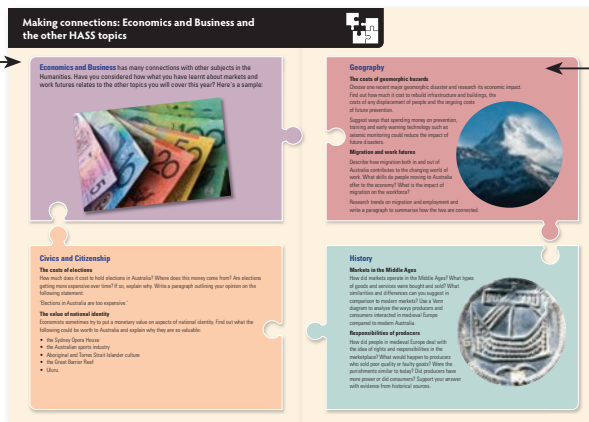 Making connections: Economics and Business and
the other HASS topics
Economics and Business has many connections with other subjects in the
Humanities. Have you considered how what you have learnt about markets and
work futures relates to the other topics you will cover this year? Here's a sample:
Geography
The costs of geomorphic hazards
Choose one recent major geomorphic disaster and research its economic impact.
Find out how much it cost to rebuild infrastructure and buildings, the
costs of any displacement of people and the ongoing costs
of future prevention.
Suggest ways that spending money on prevention,
training and early warning technology such as
seismic monitoring could reduce the impact of
future disasters.
Migration and work futures
Describe how migration both in and out of
Australia contributes to the changing world of
work. What skills do people moving to Australia
offer to the economy? What is the impact of
migration on the workforce?
Research trends on migration and employment and
write a paragraph to summarise how the two are connected.
Civics and Citizenship
The costs of elections
How much does it cost to hold elections in Australia? Where does this money come from? Are elections
getting more expensive over time? If so, explain why. Write a paragraph outlining your opinion on the
following statement:
'Elections in Australia are too expensive.'
The value of national identity
Economists sometimes try to put a monetary value on aspects of national identity. Find out what the
following could be worth to Australia and explain why they are so valuable:
• the Sydney Opera House
• the Australian sports industry
• Aboriginal and Torres Strait Islander culture
• the Great Barrier Reef
• Uluru.
History
Markets in the Middle Ages
How did markets operate in the Middle Ages? What types
of goods and services were bought and sold? What
similarities and differences can you suggest in
comparison to modern markets? Use a Venn
diagram to analyse the ways producers and
consumers interacted in medieval Europe
compared to modern Australia.
Responsibilities of producers
How did people in medieval Europe deal with
the idea of rights and responsibilities in the
marketplace? What would happen to producers
who sold poor quality or faulty goods? Were the
punishments similar to today? Did producers have
more power or did consumers? Support your answer
with evidence from historical sources.